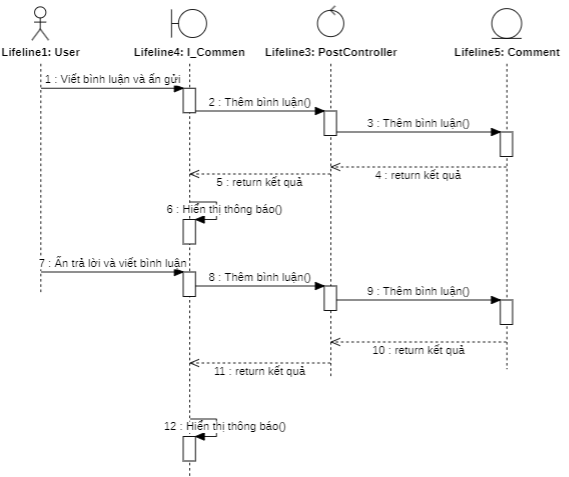 Lifeline1: User
Lifeline4: I_Commen
Lifeline3: PostController
Lifeline5: Comment
1 : Viết bình luận và ấn gửi
2 : Thêm bình luận()
3 : Thêm bình luận()
4 : return kết quả
5 : return kết quả
6 : Hiển thị thông báo()
7 : Ấn trả lời và viết bình luận
8 : Thêm bình luận()
9 : Thêm bình luận()
10 : return kết quả
11 : return kết quả
12 : Hiển thị thông báo()